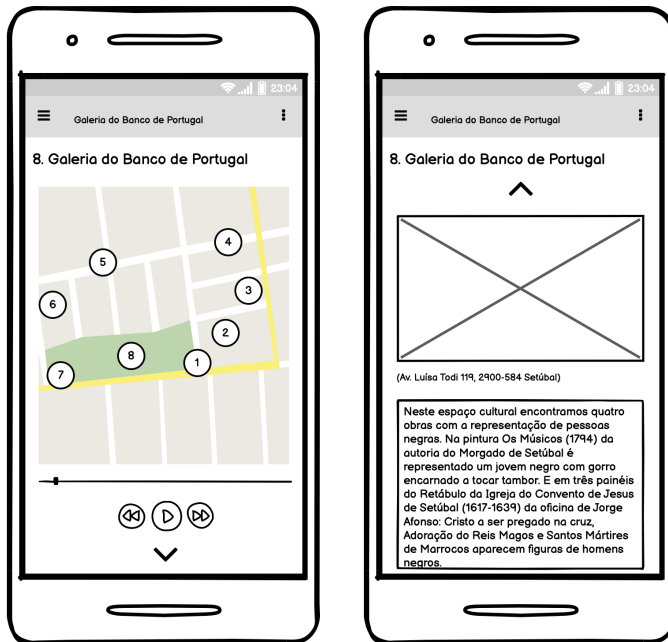 23:04
Galeria do Banco de Portugal
8. Galeria do Banco de Portugal
4
5
3
6
2
8
1
7
23:04
Galeria do Banco de Portugal
8. Galeria do Banco de Portugal
(Av. Luísa Todi 119, 2900-584 Setúbal)
Neste espaço cultural encontramos quatro
obras com a representação de pessoas
negras. Na pintura Os Músicos (1794) da
autoria do Morgado de Setúbal é
representado um jovem negro com gorro
encarnado a tocar tambor. E em três painéis
do Retábulo da Igreja do Convento de Jesus
de Setúbal (1617-1639) da oficina de Jorge
Afonso: Cristo a ser pregado na cruz,
Adoração do Reis Magos e Santos Mártires
de Marrocos aparecem figuras de homens
negros.